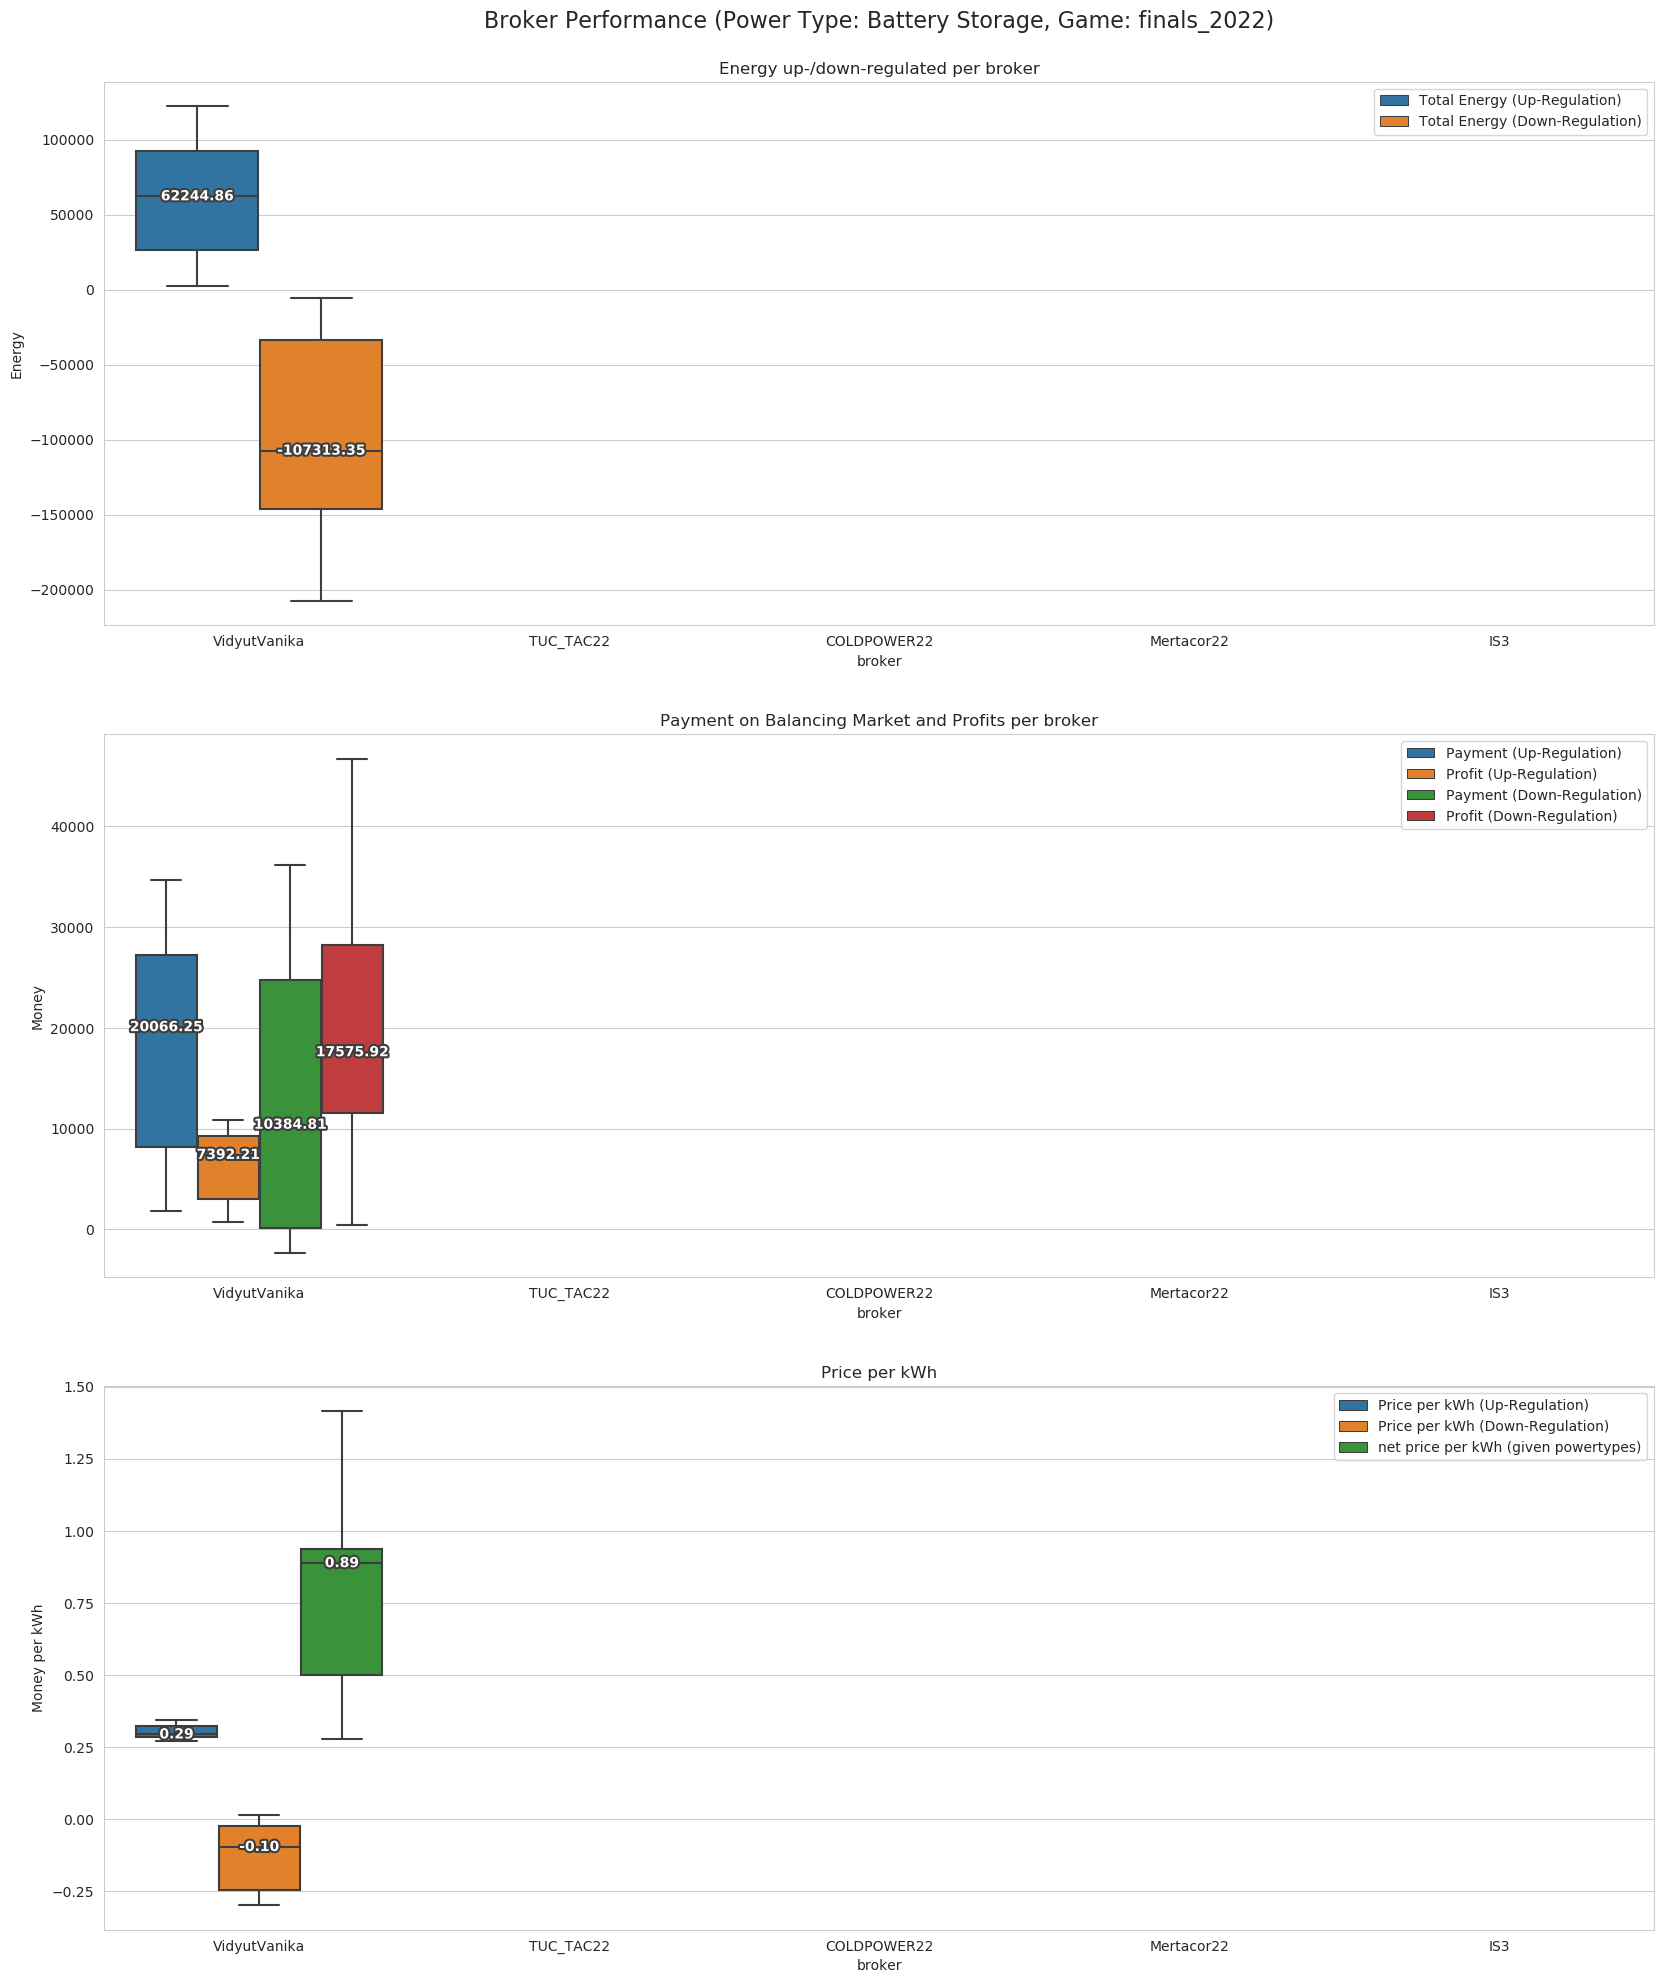 Broker Performance (Power Type: Battery Storage, Game: finals_2022)
Energy up-/down-regulated per broker
Total Energy (Up-Regulation)
Total Energy (Down-Regulation)
100000
50000
0
−50000
−100000
−150000
−200000
Energy
62244.86
-107313.35
VidyutVanika TUC_TAC22 COLDPOWER22 Mertacor22 IS3
broker
Payment on Balancing Market and Profits per broker
Payment (Up-Regulation)
Profit (Up-Regulation)
Payment (Down-Regulation)
Profit (Down-Regulation)
40000
30000
20000
10000
0
Money
20066.25
7392.21
10384.81
17575.92
VidyutVanika TUC_TAC22 COLDPOWER22 Mertacor22 IS3
broker
Price per kWh
Price per kWh (Up-Regulation)
Price per kWh (Down-Regulation)
net price per kWh (given powertypes)
1.50
1.25
1.00
0.75
0.50
0.25
0.00
−0.25
Money per kWh
0.29
-0.10
0.89
VidyutVanika TUC_TAC22 COLDPOWER22 Mertacor22 IS3
broker